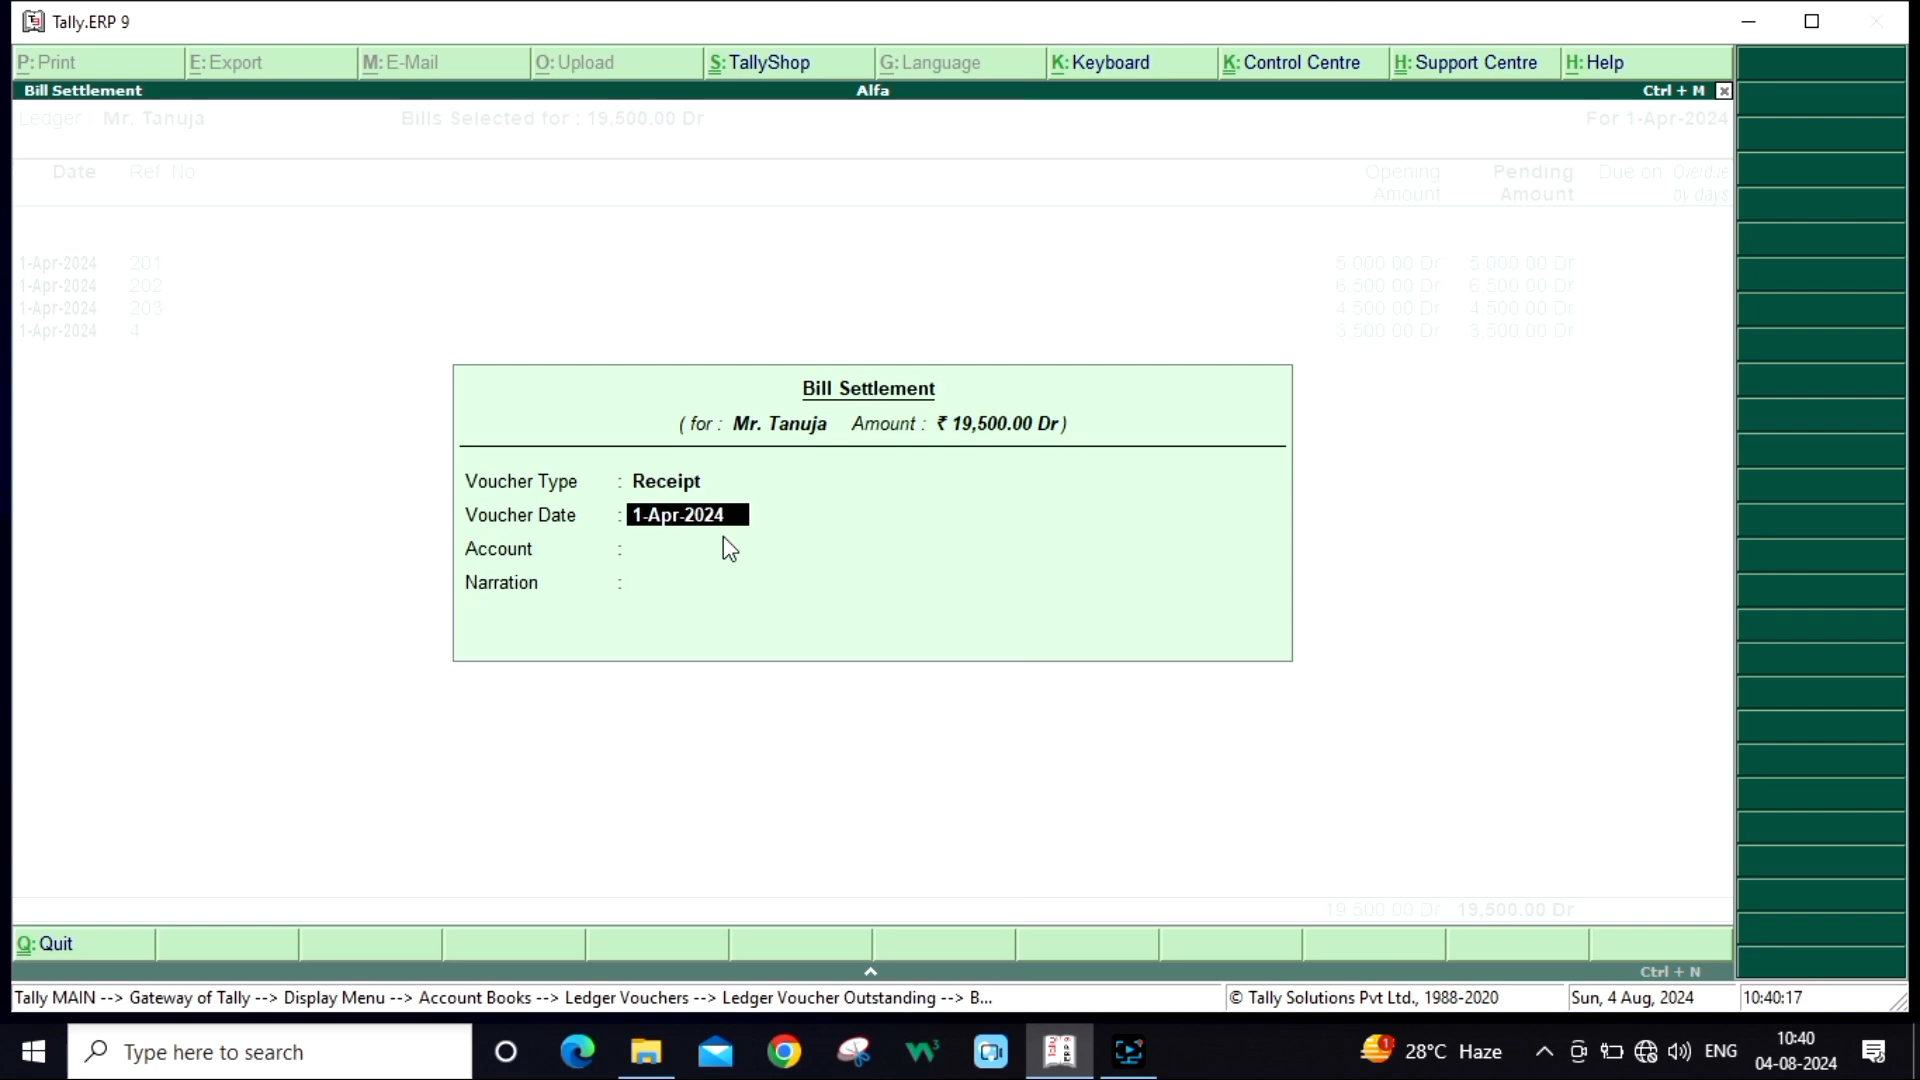 Tally.ERP 9
P: Print E: Export M: E-Mail O: Upload S: TallyShop G: Language K: Keyboard K: Control Centre H: Support Centre H: Help
Bill Settlement Alfa Ctrl + M
Ledger : Mr. Tanuja Bills Selected for : 19,500.00 Dr For 1-Apr-2024
Date Ref. No. Opening Pending Due on Overdue
Amount Amount by days
1-Apr-2024 201 5,000.00 Dr 5,000.00 Dr
1-Apr-2024 202 6,500.00 Dr 6,500.00 Dr
1-Apr-2024 203 4,500.00 Dr 4,500.00 Dr
1-Apr-2024 4 3,500.00 Dr 3,500.00 Dr
Bill Settlement
( for : Mr. Tanuja Amount : ₹ 19,500.00 Dr )
Voucher Type : Receipt
Voucher Date : 1-Apr-2024
Account :
Narration :
19,500.00 Dr 19,500.00 Dr
Q: Quit
Ctrl + N
Tally MAIN --> Gateway of Tally --> Display Menu --> Account Books --> Ledger Vouchers --> Ledger Voucher Outstanding --> B... © Tally Solutions Pvt Ltd., 1988-2020 Sun, 4 Aug, 2024 10:40:17
Type here to search 28°C Haze ENG 10:40
04-08-2024